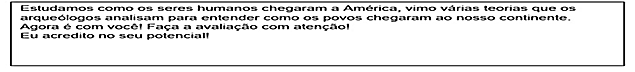 Estudamos como os seres humanos chegaram a América, vimo várias teorias que os
arqueólogos analisam para entender como os povos chegaram ao nosso continente.
Agora é com você! Faça a avaliação com atenção!
Eu acredito no seu potencial!